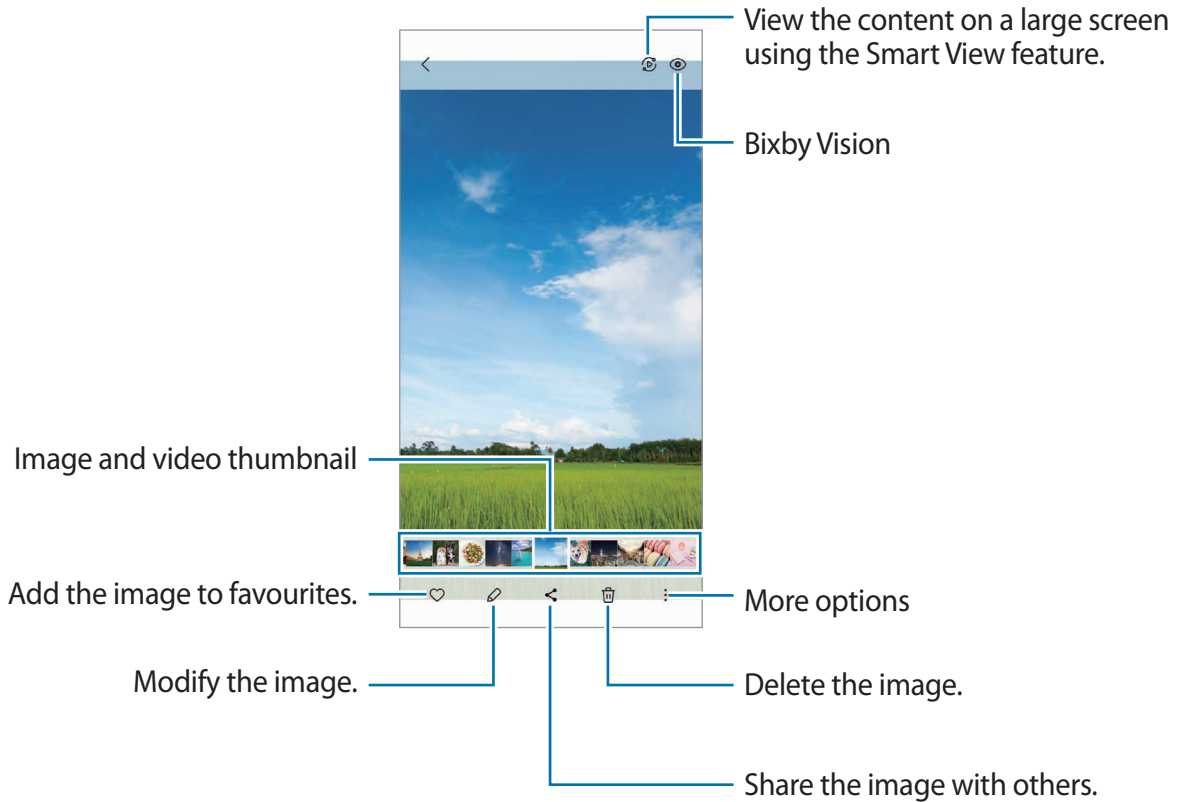 View the content on a large screen
using the Smart View feature.
Bixby Vision
Image and video thumbnail
Add the image to favourites.
More options
Modify the image.
Delete the image.
Share the image with others.